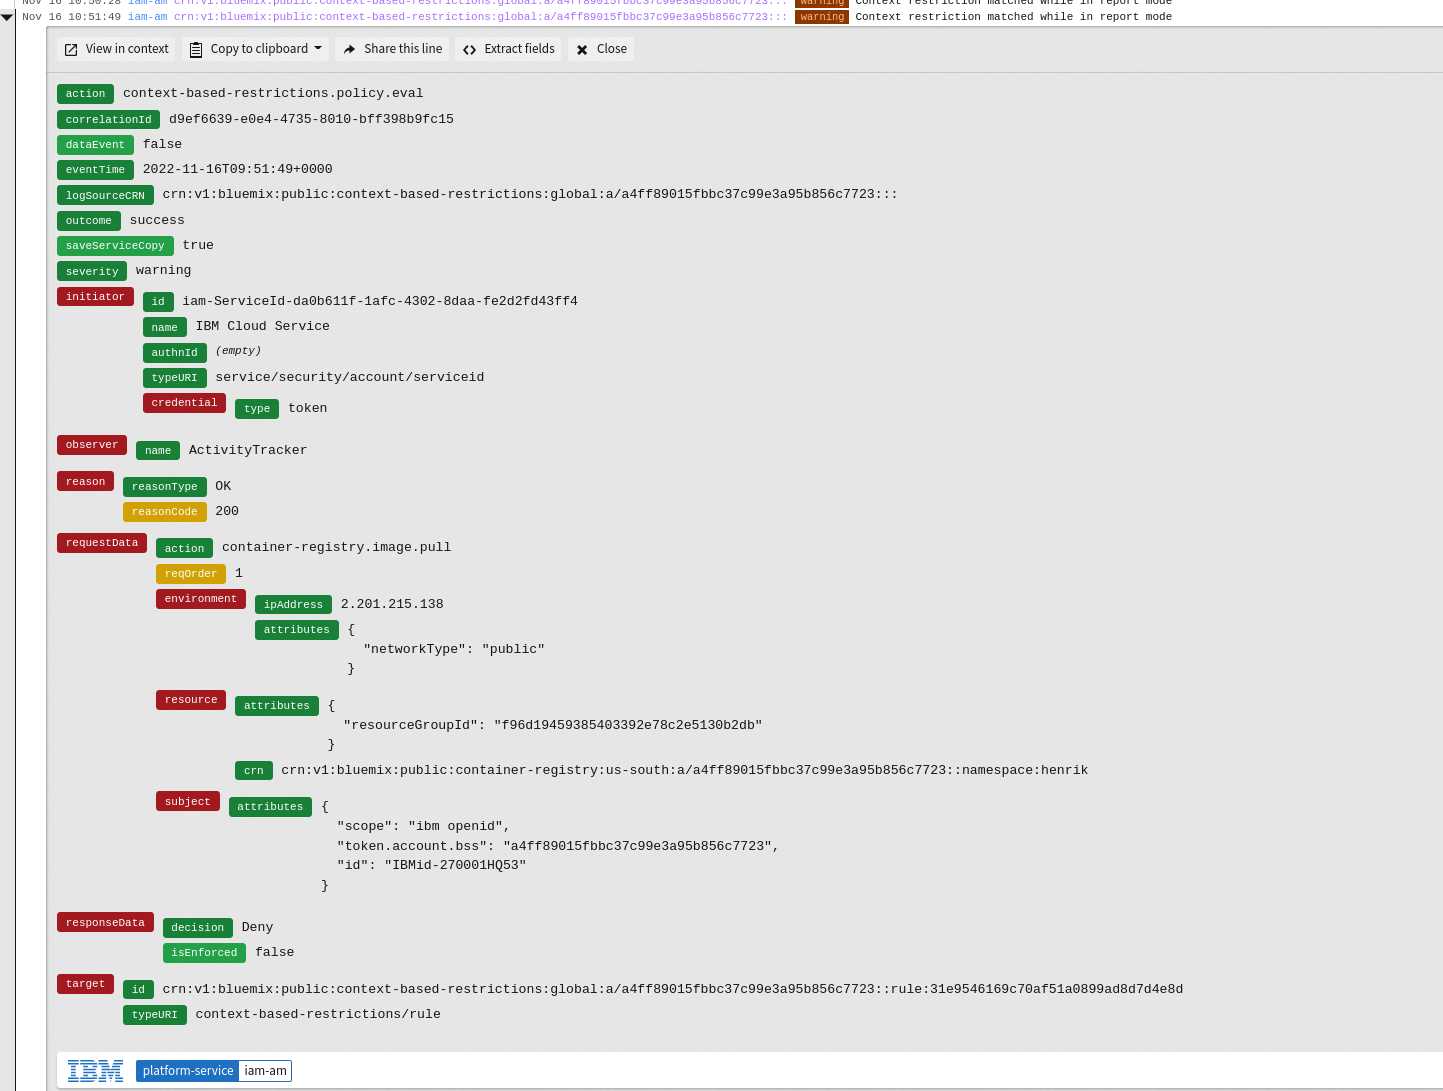 Nov 16 10:50:28 iam-am crn:v1:bluemix:public:context-based-restrictions:global:a/a4ff89015fbbc37c99e3a95b856c7723::: warning Context restriction matched while in report mode
Nov 16 10:51:49 iam-am crn:v1:bluemix:public:context-based-restrictions:global:a/a4ff89015fbbc37c99e3a95b856c7723::: warning Context restriction matched while in report mode
View in context Copy to clipboard Share this line Extract fields Close
action context-based-restrictions.policy.eval
correlationId d9ef6639-e0e4-4735-8010-bff398b9fc15
dataEvent false
eventTime 2022-11-16T09:51:49+0000
logSourceCRN crn:v1:bluemix:public:context-based-restrictions:global:a/a4ff89015fbbc37c99e3a95b856c7723:::
outcome success
saveServiceCopy true
severity warning
initiator id iam-ServiceId-da0b611f-1afc-4302-8daa-fe2d2fd43ff4
name IBM Cloud Service
authnId (empty)
typeURI service/security/account/serviceid
credential type token
observer name ActivityTracker
reason reasonType OK
reasonCode 200
requestData action container-registry.image.pull
reqOrder 1
environment ipAddress 2.201.215.138
attributes {
"networkType": "public"
}
resource attributes {
"resourceGroupId": "f96d19459385403392e78c2e5130b2db"
}
crn crn:v1:bluemix:public:container-registry:us-south:a/a4ff89015fbbc37c99e3a95b856c7723::namespace:henrik
subject attributes {
"scope": "ibm openid",
"token.account.bss": "a4ff89015fbbc37c99e3a95b856c7723",
"id": "IBMid-270001HQ53"
}
responseData decision Deny
isEnforced false
target id crn:v1:bluemix:public:context-based-restrictions:global:a/a4ff89015fbbc37c99e3a95b856c7723::rule:31e9546169c70af51a0899ad8d7d4e8d
typeURI context-based-restrictions/rule
IBM platform-service iam-am